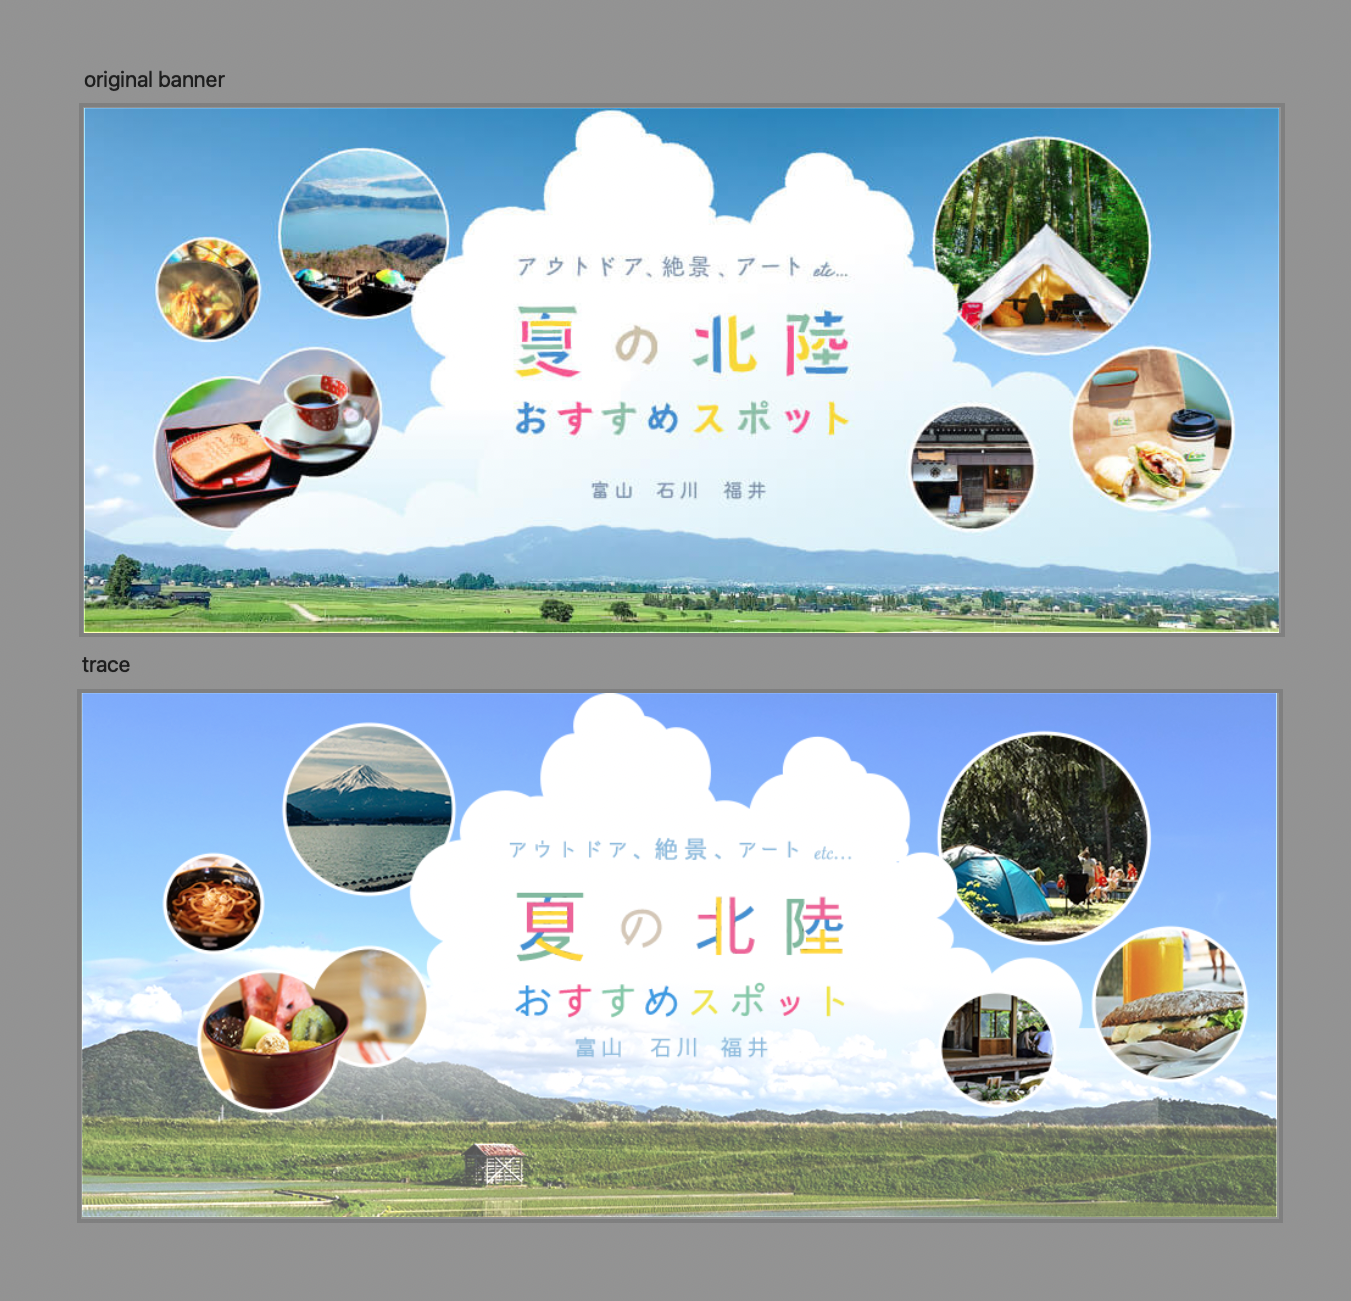 original banner
アウトドア、絶景、アート etc...
夏の北陸
おすすめスポット
富山 石川 福井
trace
アウトドア、絶景、アート etc...
夏の北陸
おすすめスポット
富山 石川 福井